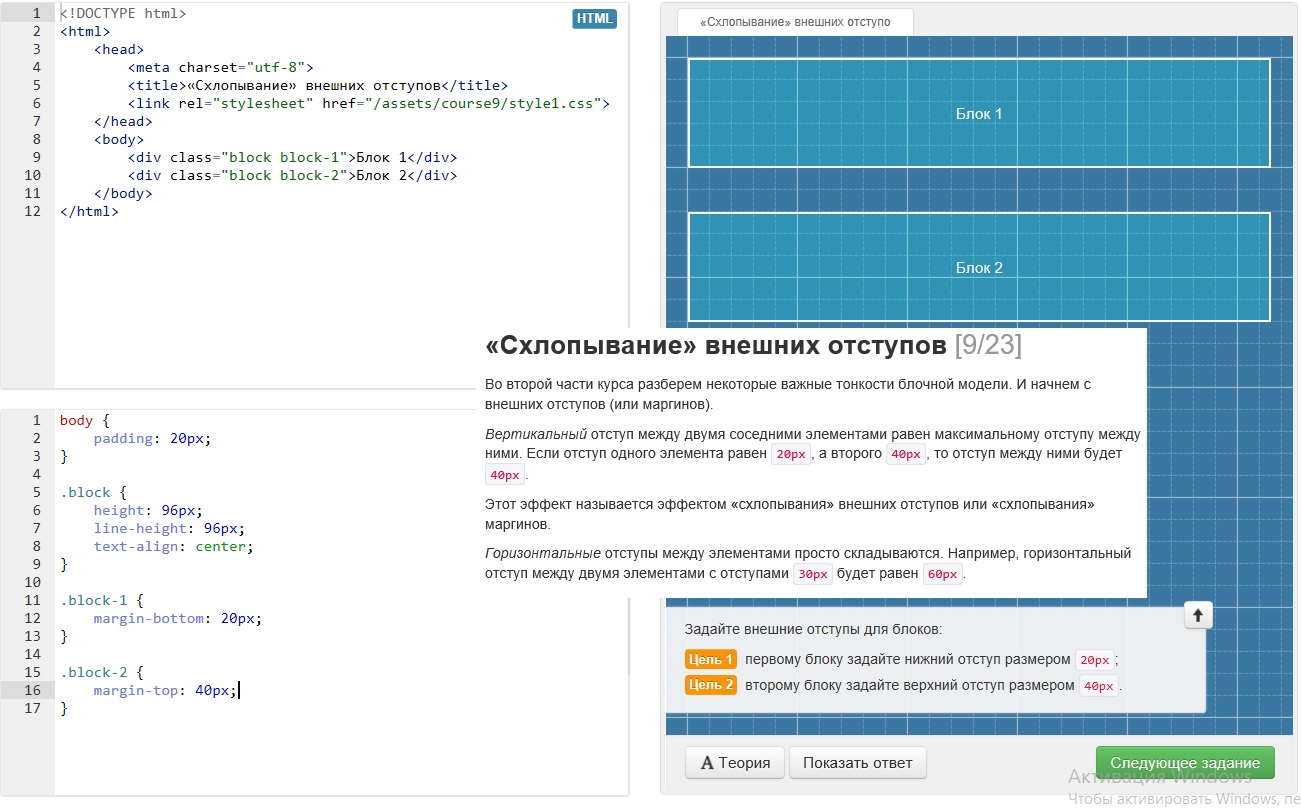 1 <!DOCTYPE html>
2 <html>
3 <head>
4 <meta charset="utf-8">
5 <title>«Схлопывание» внешних отступов</title>
6 <link rel="stylesheet" href="/assets/course9/style1.css">
7 </head>
8 <body>
9 <div class="block block-1">Блок 1</div>
10 <div class="block block-2">Блок 2</div>
11 </body>
12 </html>
HTML
1 body {
2 padding: 20px;
3 }
4
5 .block {
6 height: 96px;
7 line-height: 96px;
8 text-align: center;
9 }
10
11 .block-1 {
12 margin-bottom: 20px;
13 }
14
15 .block-2 {
16 margin-top: 40px;
17 }
«Схлопывание» внешних отступо
Блок 1
Блок 2
«Схлопывание» внешних отступов [9/23]
Во второй части курса разберем некоторые важные тонкости блочной модели. И начнем с
внешних отступов (или маргинов).
Вертикальный отступ между двумя соседними элементами равен максимальному отступу между
ними. Если отступ одного элемента равен 20px, а второго 40px, то отступ между ними будет
40px.
Этот эффект называется эффектом «схлопывания» внешних отступов или «схлопывания»
маргинов.
Горизонтальные отступы между элементами просто складываются. Например, горизонтальный
отступ между двумя элементами с отступами 30px будет равен 60px.
Задайте внешние отступы для блоков:
Цель 1 первому блоку задайте нижний отступ размером 20px;
Цель 2 второму блоку задайте верхний отступ размером 40px.
A Теория
Показать ответ
Следующее задание
Активация Windows
Чтобы активировать Windows, пе